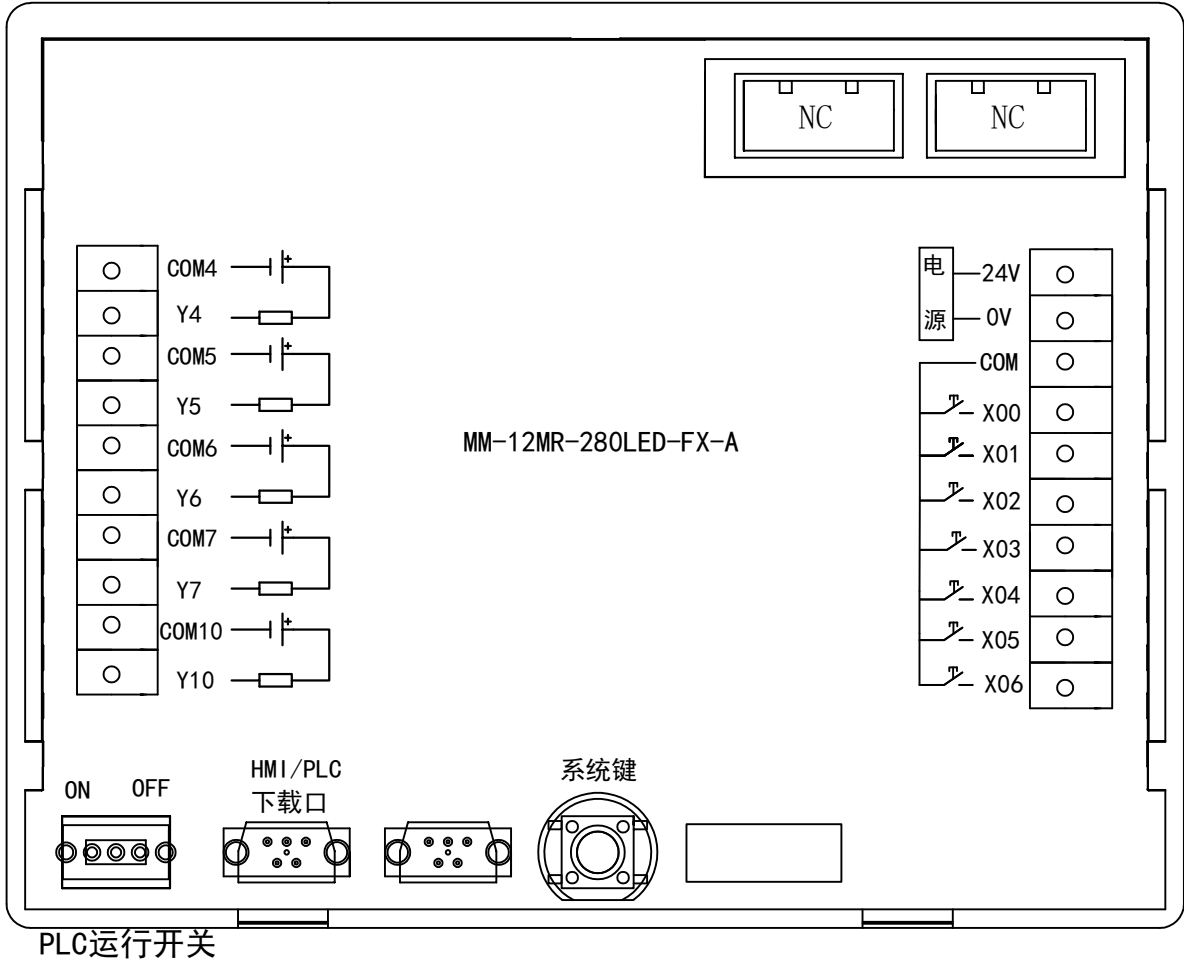 NC
NC
COM4
Y4
COM5
Y5
COM6
Y6
COM7
Y7
COM10
Y10
MM-12MR-280LED-FX-A
电
源
24V
0V
COM
X00
X01
X02
X03
X04
X05
X06
ON
OFF
HMI/PLC
下载口
系统键
PLC运行开关